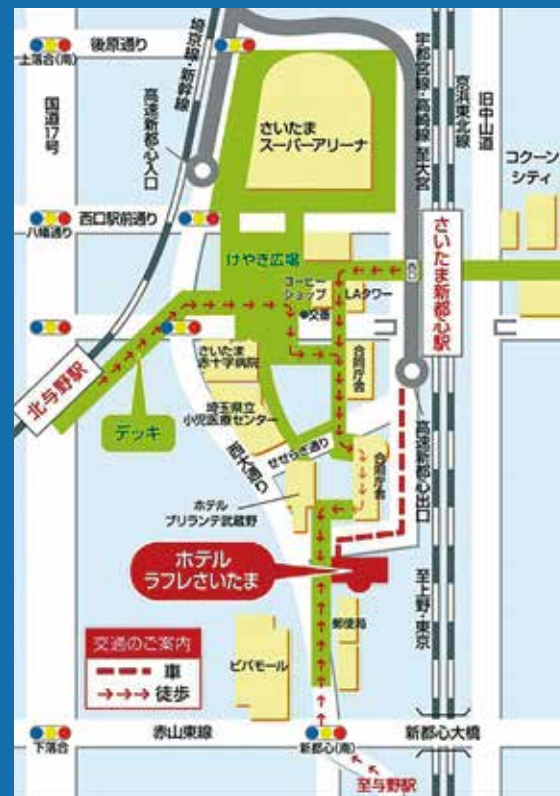 後原通り
上落合(南)
国道17号
埼京線・新幹線
高速新都心入口
さいたま
スーパーアリーナ
宇都宮線・高崎線 至大宮
京浜東北線
旧中山道
コクーン
シティ
西口駅前通り
八幡通り
けやき広場
コーヒー
ショップ
LAタワー
交番
西口
さいたま新都心駅
北与野駅
デッキ
さいたま
赤十字病院
埼玉県立
小児医療センター
合同庁舎
せせらぎ通り
合同庁舎
高速新都心出口
ホテル
ブリランテ武蔵野
ホテル
ラフレさいたま
至上野・東京
交通のご案内
車
徒歩
ビバモール
郵便局
下落合
赤山東線
新都心(南)
新都心大橋
至与野駅